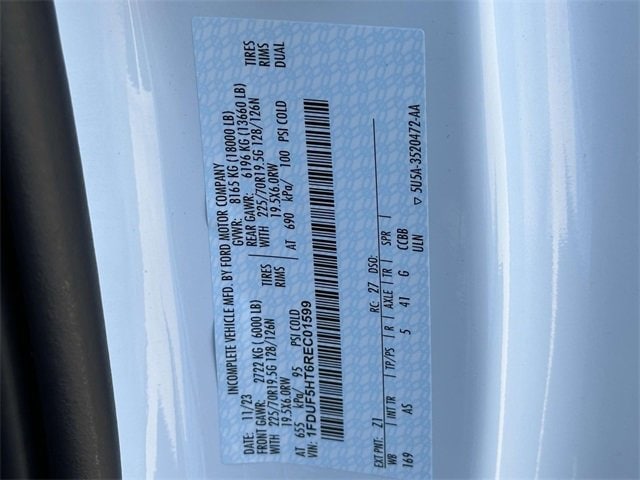 INCOMPLETE VEHICLE MFD. BY FORD MOTOR COMPANY
DATE: 11/23 GVWR: 8165 KG (18000 LB)
FRONT GAWR: 2722 KG ( 6000 LB) REAR GAWR: 6196 KG (13660 LB)
WITH 225/70R19.5G 128/126N TIRES WITH 225/70R19.5G 128/126N TIRES
19.5X6.0RW RIMS 19.5X6.0RW RIMS
AT 655 kPa/ 95 PSI COLD AT 690 kPa/ 100 PSI COLD DUAL
VIN: 1FDUF5HT6REC01599
EXT PNT: Z1 RC: 27 DSO:
WB INT TR TP/PS R AXLE TR SPR
169 AS 5 41 G CCBB
ULN
▽ 5U5A-3520472-AA